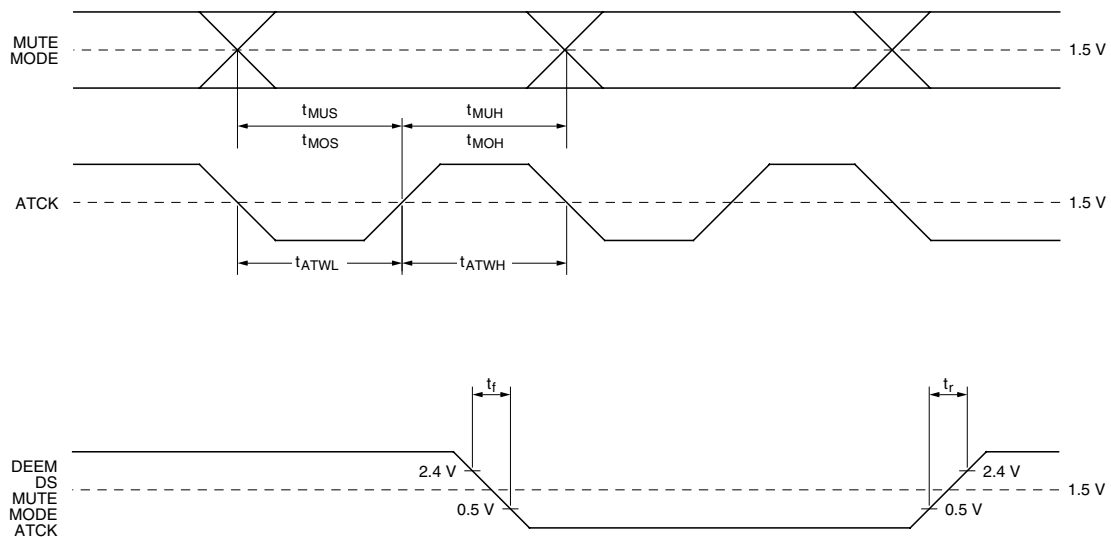 MUTE
MODE
1.5 V
tMUS
tMUH
tMOS
tMOH
ATCK
1.5 V
tATWL
tATWH
tf
tr
DEEM
DS
MUTE
MODE
ATCK
2.4 V
2.4 V
1.5 V
0.5 V
0.5 V